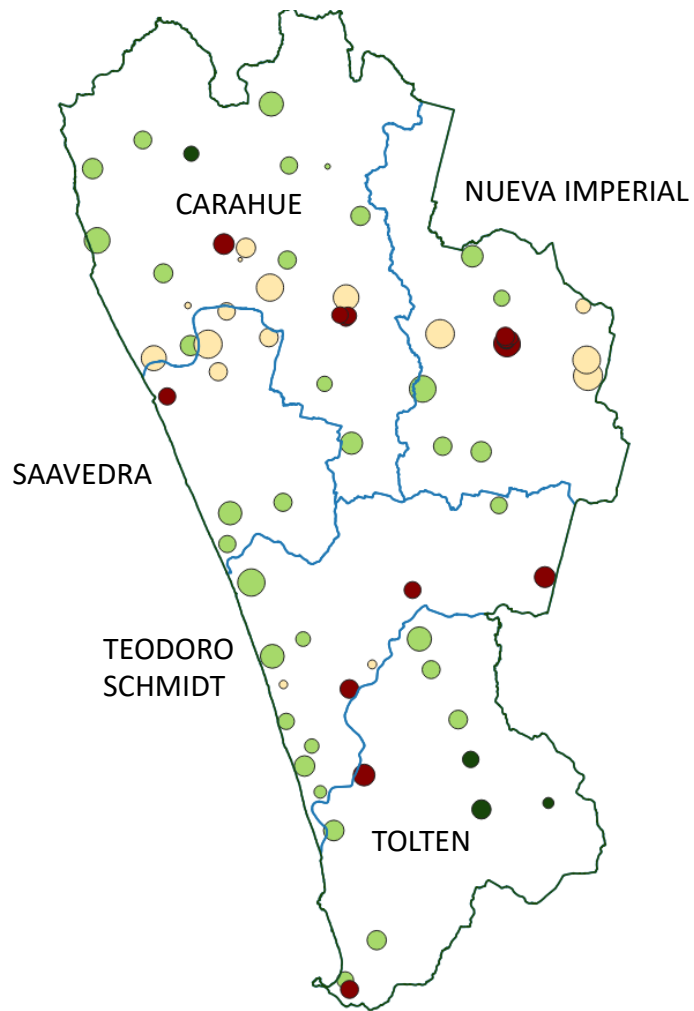 CARAHUE
NUEVA IMPERIAL
SAAVEDRA
TEODORO
SCHMIDT
TOLTEN